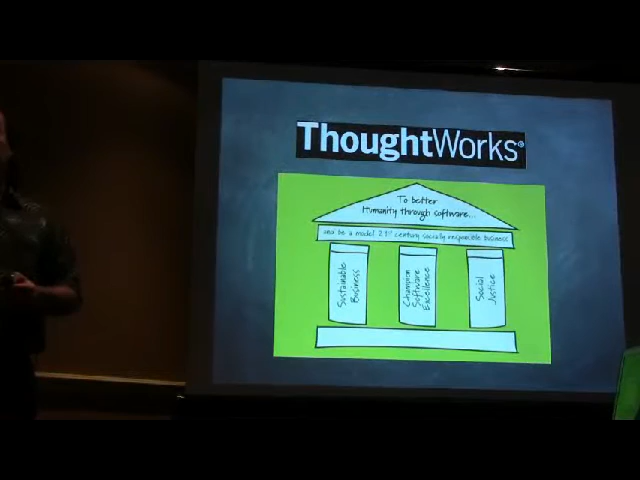 ThoughtWorks®
To better
Humanity through software...
and be a model 21st century socially responsible business
Sustainable
Business
Champion
Software
Excellence
Social
Justice